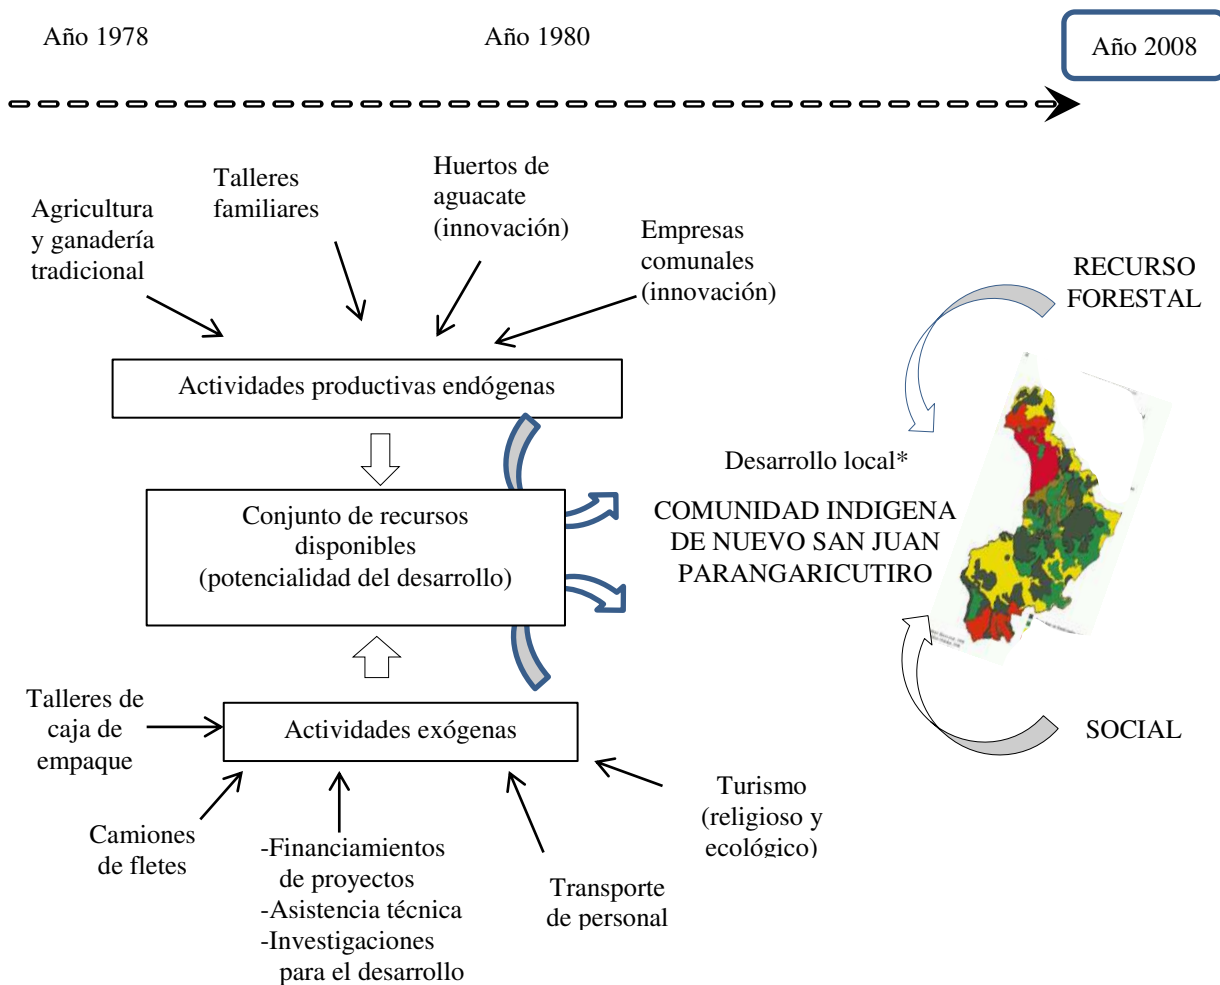 Año 1978
Año 1980
Año 2008
Agricultura
y ganadería
tradicional
Talleres
familiares
Huertos de
aguacate
(innovación)
Empresas
comunales
(innovación)
RECURSO
FORESTAL
Actividades productivas endógenas
Conjunto de recursos
disponibles
(potencialidad del desarrollo)
Desarrollo local*
COMUNIDAD INDIGENA
DE NUEVO SAN JUAN
PARANGARICUTIRO
Talleres de
caja de
empaque
Actividades exógenas
SOCIAL
Camiones
de fletes
-Financiamientos
de proyectos
-Asistencia técnica
-Investigaciones
para el desarrollo
Transporte
de personal
Turismo
(religioso y
ecológico)